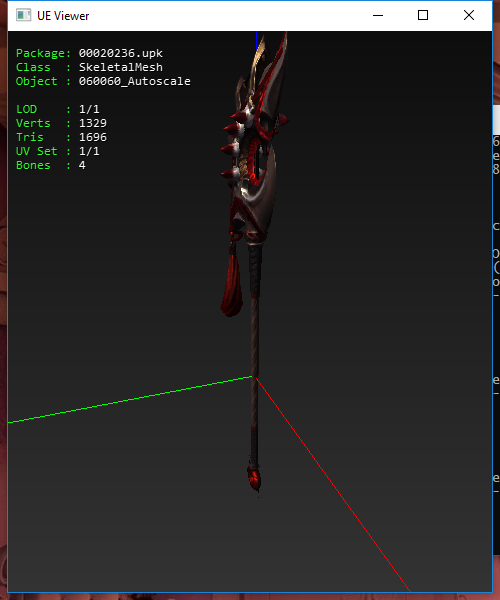 UE Viewer
Package: 00020236.upk
Class : SkeletalMesh
Object : 060060_Autoscale
LOD : 1/1
Verts : 1329
Tris : 1696
UV Set : 1/1
Bones : 4